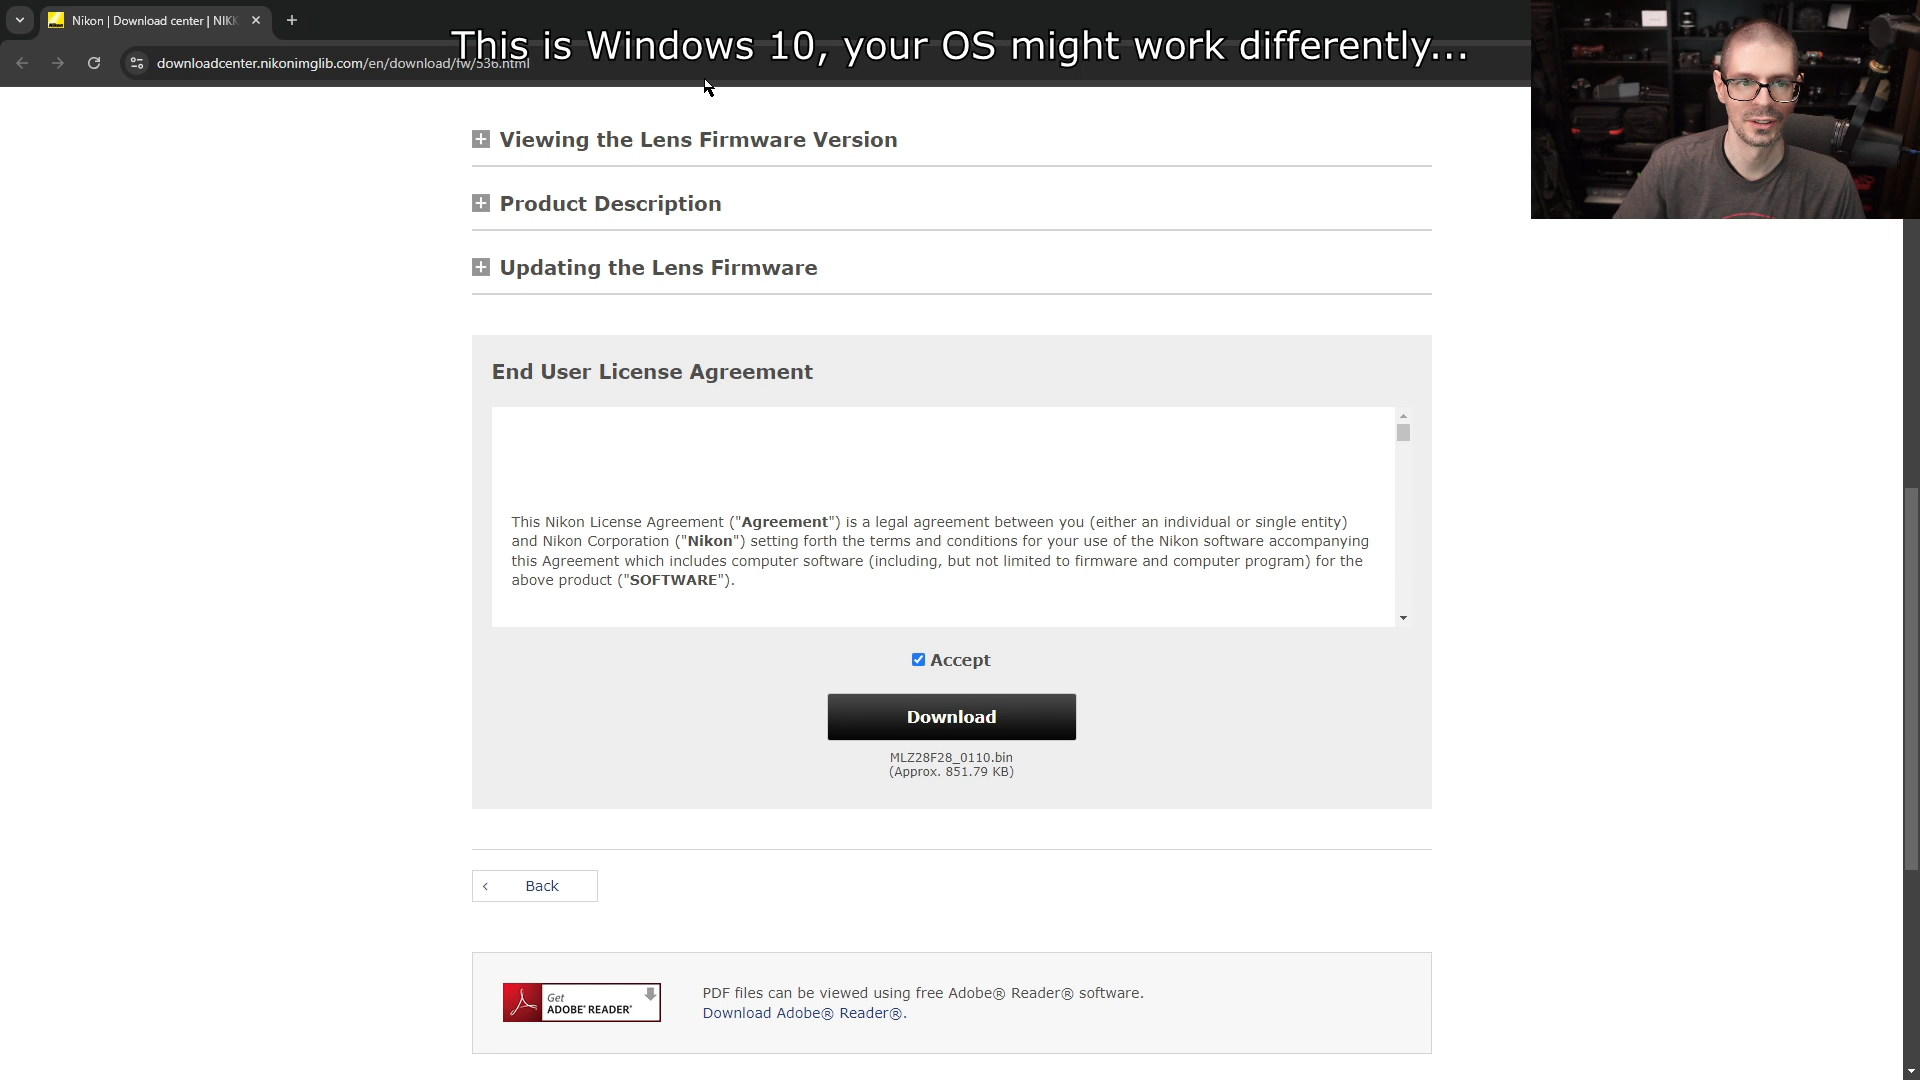 Nikon | Download center | NIKK
This is Windows 10, your OS might work differently...
downloadcenter.nikonimglib.com/en/download/fw/536.html
Viewing the Lens Firmware Version
Product Description
Updating the Lens Firmware
End User License Agreement
This Nikon License Agreement ("Agreement") is a legal agreement between you (either an individual or single entity)
and Nikon Corporation ("Nikon") setting forth the terms and conditions for your use of the Nikon software accompanying
this Agreement which includes computer software (including, but not limited to firmware and computer program) for the
above product ("SOFTWARE").
Accept
Download
MLZ28F28_0110.bin
(Approx. 851.79 KB)
Back
Get
ADOBE® READER®
PDF files can be viewed using free Adobe® Reader® software.
Download Adobe® Reader®.